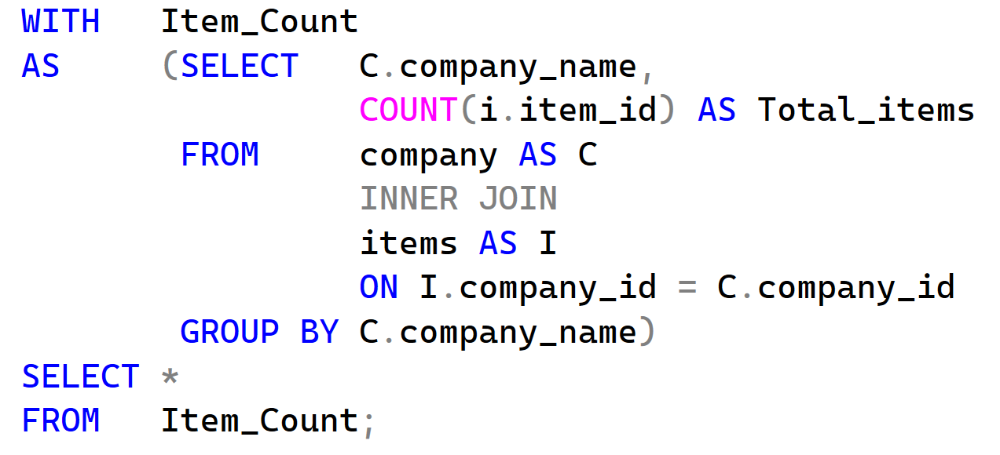 WITH   Item_Count
AS     (SELECT   C.company_name,
                 COUNT(i.item_id) AS Total_items
        FROM     company AS C
                 INNER JOIN
                 items AS I
                 ON I.company_id = C.company_id
        GROUP BY C.company_name)
SELECT *
FROM   Item_Count;